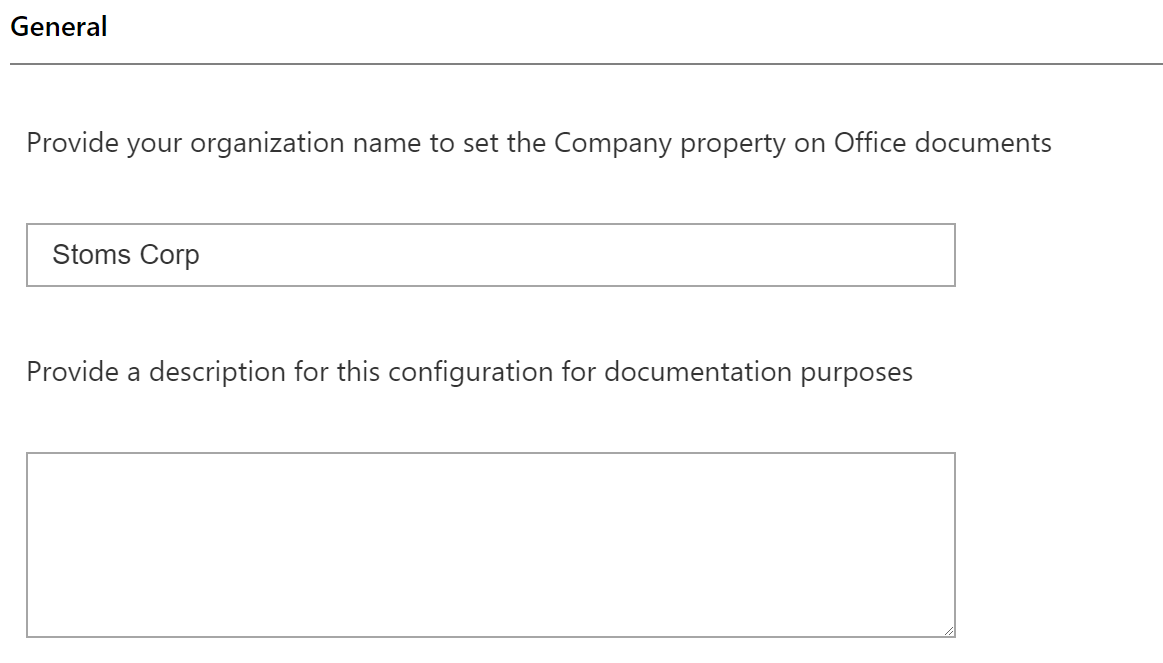 General
Provide your organization name to set the Company property on Office documents
Stoms Corp
Provide a description for this configuration for documentation purposes